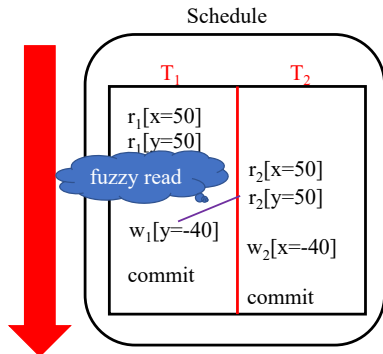 Schedule
T₁
T₂
r₁[x=50]
r₁[y=50]
fuzzy read
r₂[x=50]
r₂[y=50]
w₁[y=-40]
w₂[x=-40]
commit
commit